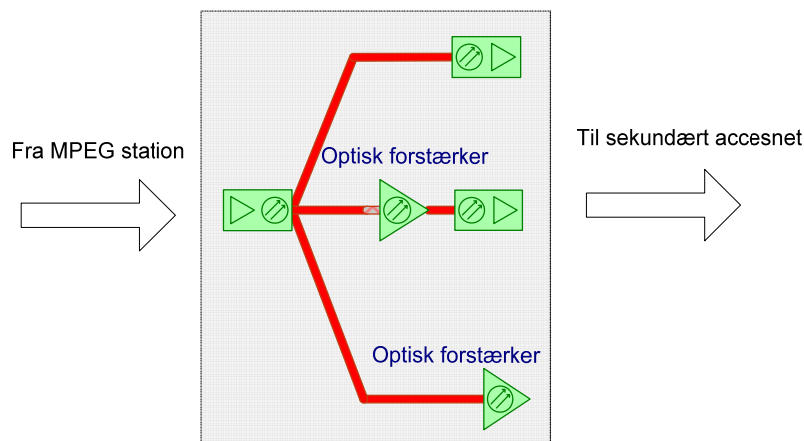 Fra MPEG station
Optisk forstærker
Til sekundært accesnet
Optisk forstærker